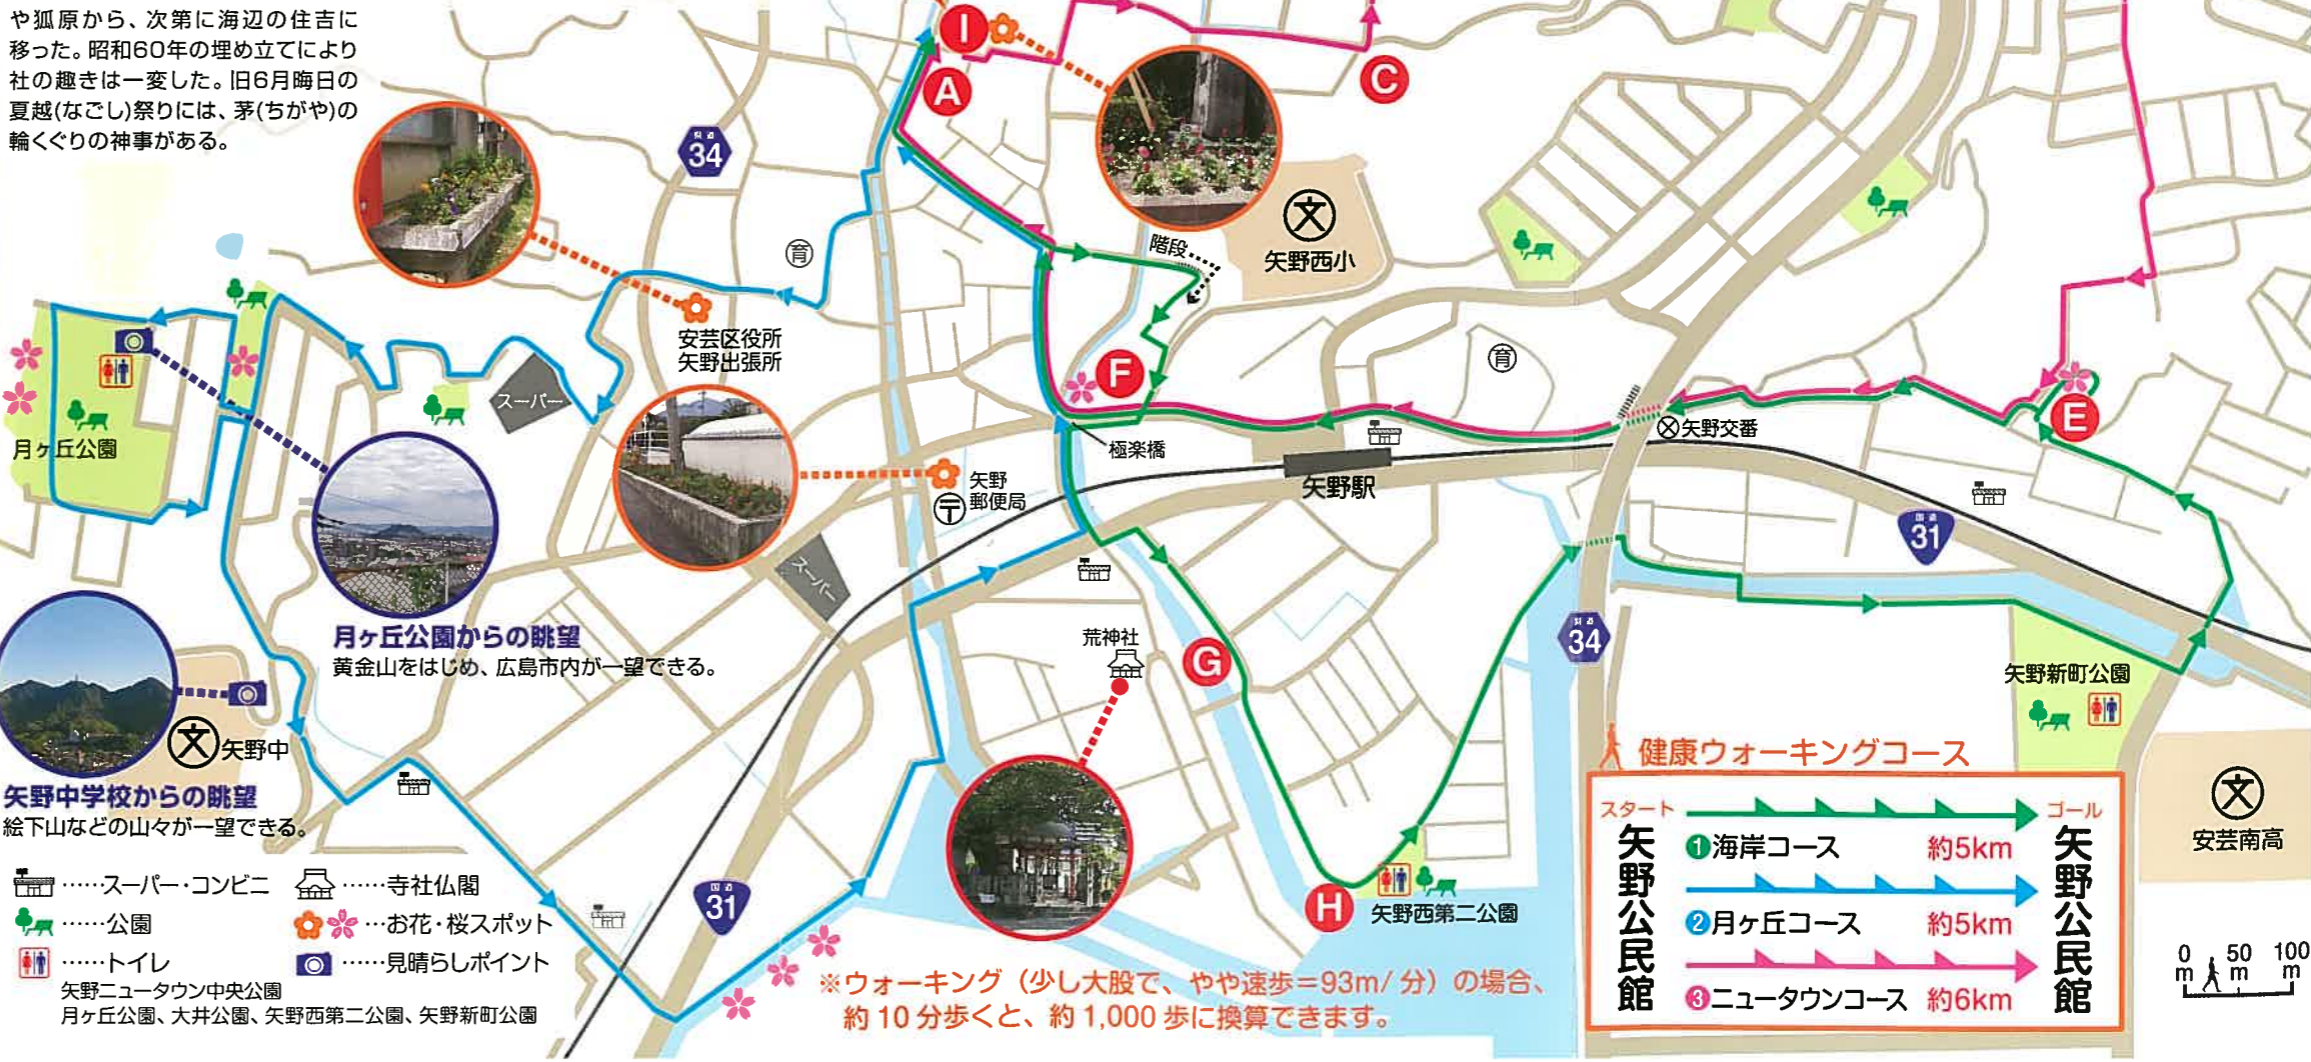 や狐原から、次第に海辺の住吉に
移った。昭和60年の埋め立てにより
社の趣きは一変した。旧6月晦日の
夏越(なごし)祭りには、茅(ちがや)の
輪くぐりの神事がある。
I
A
C
県道
34
育
階段
文
矢野西小
安芸区役所
矢野出張所
スーパー
月ヶ丘公園
F
育
E
矢野交番
極楽橋
矢野
郵便局
矢野駅
国道
31
スーパー
月ヶ丘公園からの眺望
黄金山をはじめ、広島市内が一望できる。
荒神社
G
県道
34
矢野新町公園
文
矢野中
矢野中学校からの眺望
絵下山などの山々が一望できる。
国道
31
H
矢野西第二公園
文
安芸南高
……スーパー・コンビニ
……寺社仏閣
……公園
…お花・桜スポット
……トイレ
……見晴らしポイント
矢野ニュータウン中央公園
月ヶ丘公園、大井公園、矢野西第二公園、矢野新町公園
※ウォーキング（少し大股で、やや速歩=93m/分）の場合、
約10分歩くと、約1,000歩に換算できます。
健康ウォーキングコース
スタート
矢野公民館
ゴール
矢野公民館
①海岸コース 約5km
②月ヶ丘コース 約5km
③ニュータウンコース 約6km
0 50 100
m m m